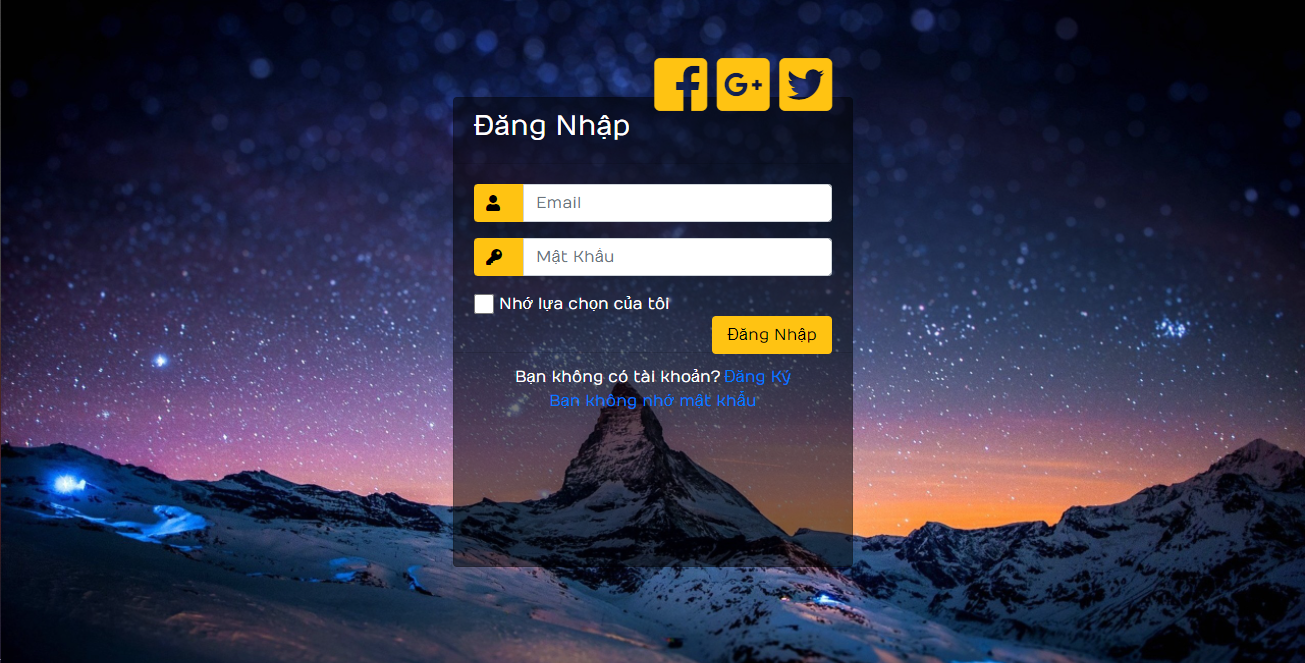 Đăng Nhập
Email
Mật Khẩu
Nhớ lựa chọn của tôi
Đăng Nhập
Bạn không có tài khoản? Đăng Ký
Bạn không nhớ mật khẩu